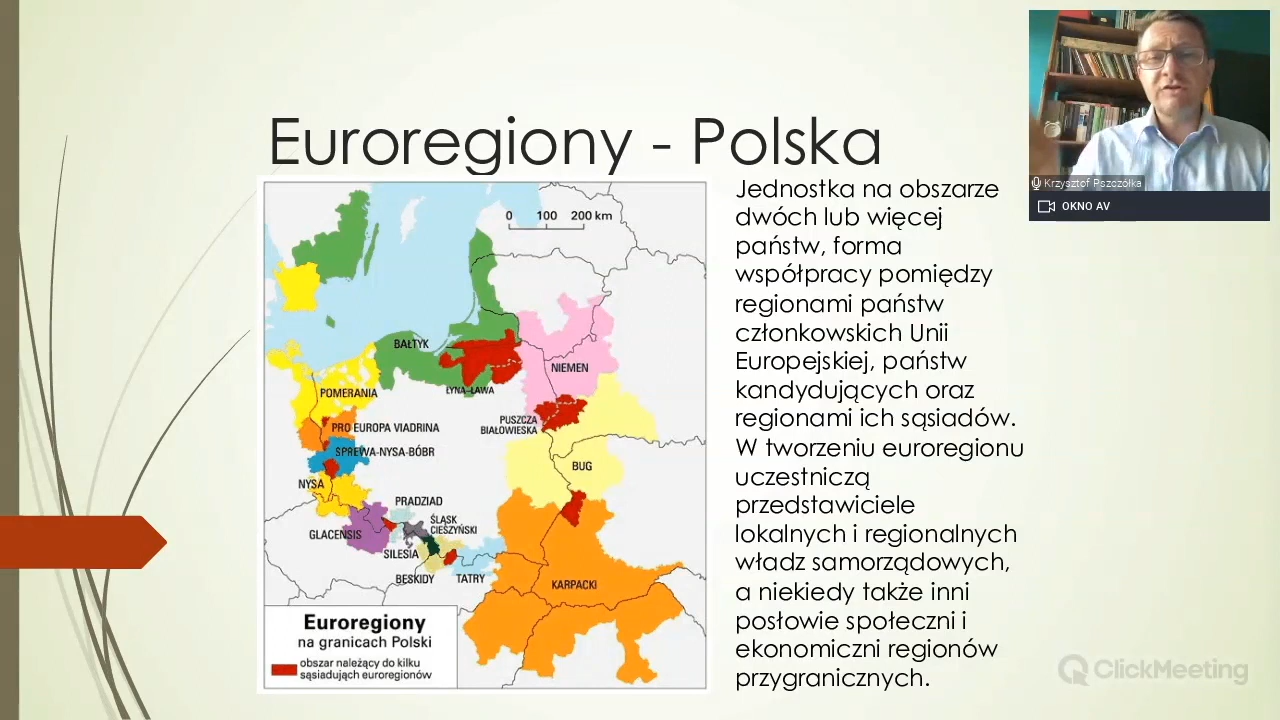 Euroregiony - Polska
Krzysztof Pszczółka
OKNO AV
0 100 200 km
BAŁTYK
ŁYNA-ŁAWA
NIEMEN
POMERANIA
PRO EUROPA VIADRINA
PUSZCZA
BIAŁOWIESKA
SPREWA-NYSA-BÓBR
BUG
NYSA
PRADZIAD
ŚLĄSK
CIESZYŃSKI
GLACENSIS
SILESIA
BESKIDY
TATRY
KARPACKI
Euroregiony
na granicach Polski
obszar należący do kilku
sąsiadujących euroregionów
Jednostka na obszarze
dwóch lub więcej
państw, forma
współpracy pomiędzy
regionami państw
członkowskich Unii
Europejskiej, państw
kandydujących oraz
regionami ich sąsiadów.
W tworzeniu euroregionu
uczestniczą
przedstawiciele
lokalnych i regionalnych
władz samorządowych,
a niekiedy także inni
posłowie społeczni i
ekonomiczni regionów
przygranicznych.
ClickMeeting